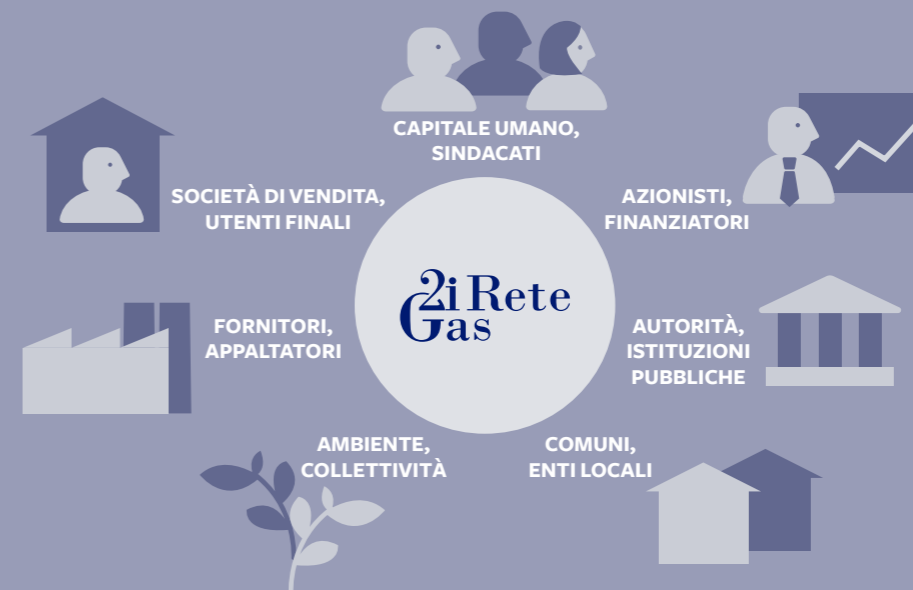 CAPITALE UMANO,
SINDACATI
SOCIETÀ DI VENDITA,
UTENTI FINALI
AZIONISTI,
FINANZIATORI
2i Rete
Gas
FORNITORI,
APPALTATORI
AUTORITÀ,
ISTITUZIONI
PUBBLICHE
AMBIENTE,
COLLETTIVITÀ
COMUNI,
ENTI LOCALI